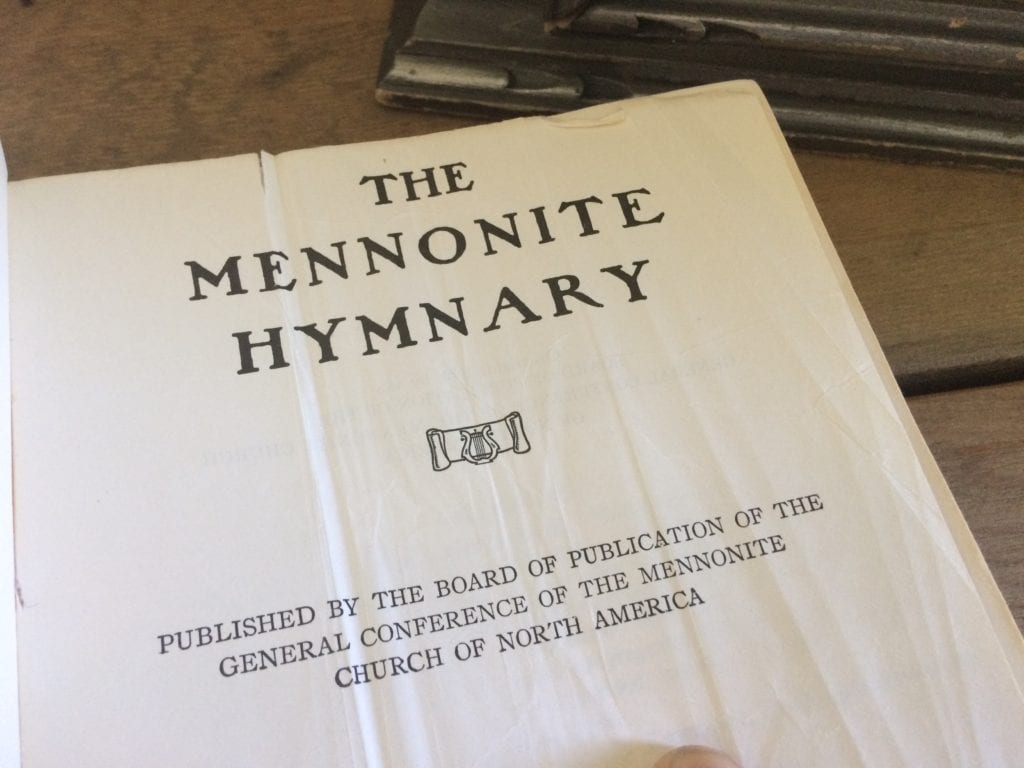 THE
MENNONITE
HYMNARY
PUBLISHED BY THE BOARD OF PUBLICATION OF THE
GENERAL CONFERENCE OF THE MENNONITE
CHURCH OF NORTH AMERICA